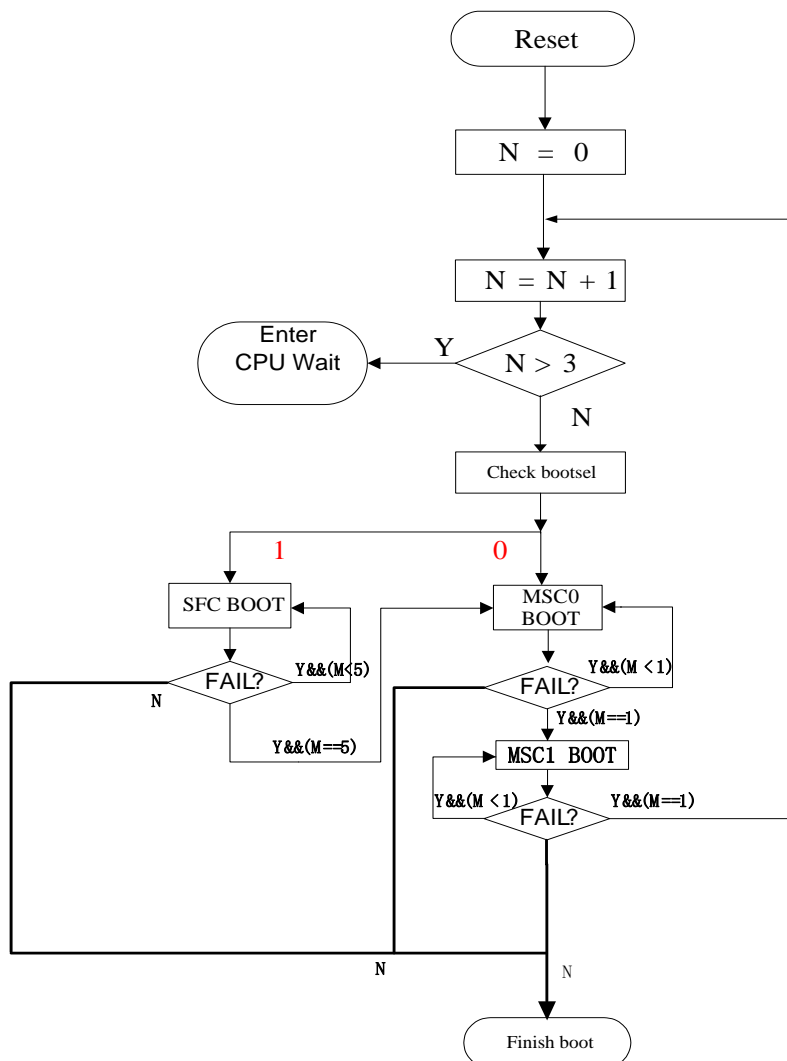 Reset
N = 0
N = N + 1
Enter
CPU Wait
Y
N > 3
N
Check bootsel
1
0
SFC BOOT
MSC0
BOOT
FAIL?
Y&&(M<5)
N
FAIL?
Y&&(M <1)
Y&&(M==1)
Y&&(M==5)
MSC1 BOOT
Y&&(M <1)
FAIL?
Y&&(M==1)
N
N
Finish boot